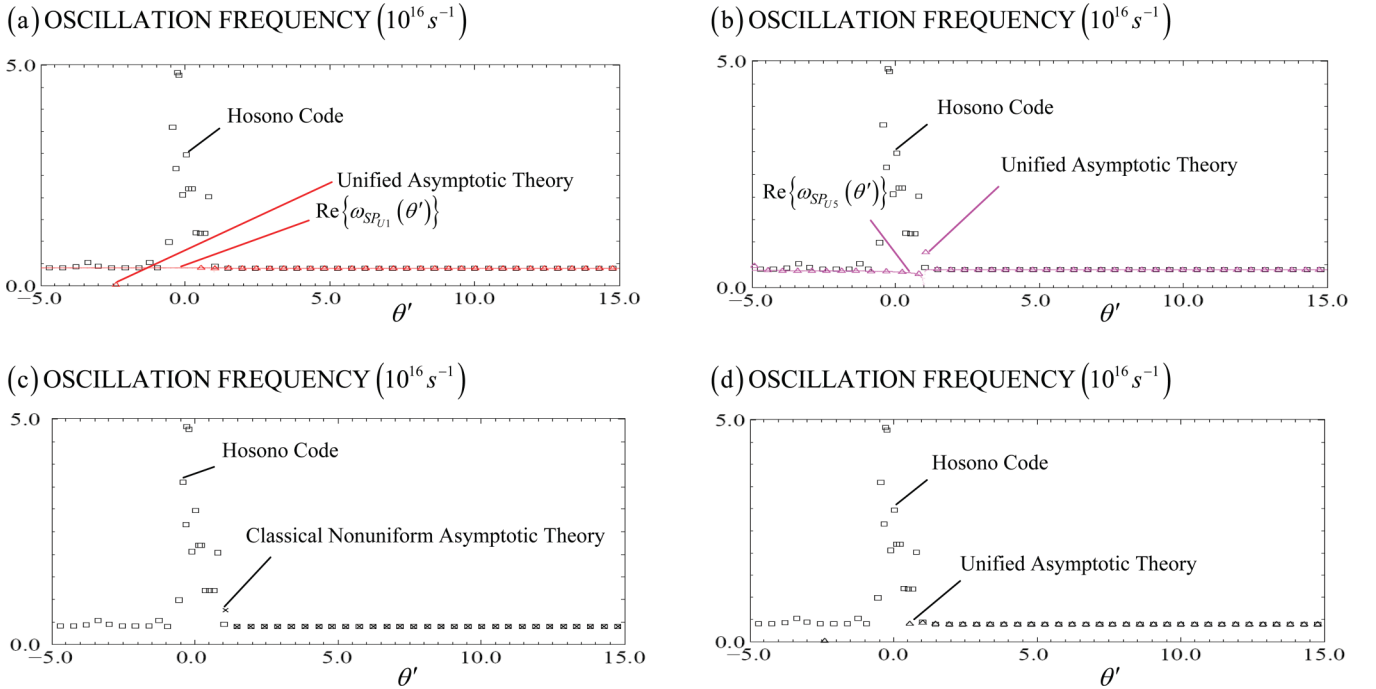 (a) OSCILLATION FREQUENCY (10^16 s^-1)
5.0
Hosono Code
Unified Asymptotic Theory
Re{ω_SP_U1 (θ′)}
0.0
−5.0 0.0 5.0 10.0 15.0
θ′
(b) OSCILLATION FREQUENCY (10^16 s^-1)
5.0
Hosono Code
Unified Asymptotic Theory
Re{ω_SP_U5 (θ′)}
0.0
−5.0 0.0 5.0 10.0 15.0
θ′
(c) OSCILLATION FREQUENCY (10^16 s^-1)
5.0
Hosono Code
Classical Nonuniform Asymptotic Theory
0.0
−5.0 0.0 5.0 10.0 15.0
θ′
(d) OSCILLATION FREQUENCY (10^16 s^-1)
5.0
Hosono Code
Unified Asymptotic Theory
0.0
−5.0 0.0 5.0 10.0 15.0
θ′